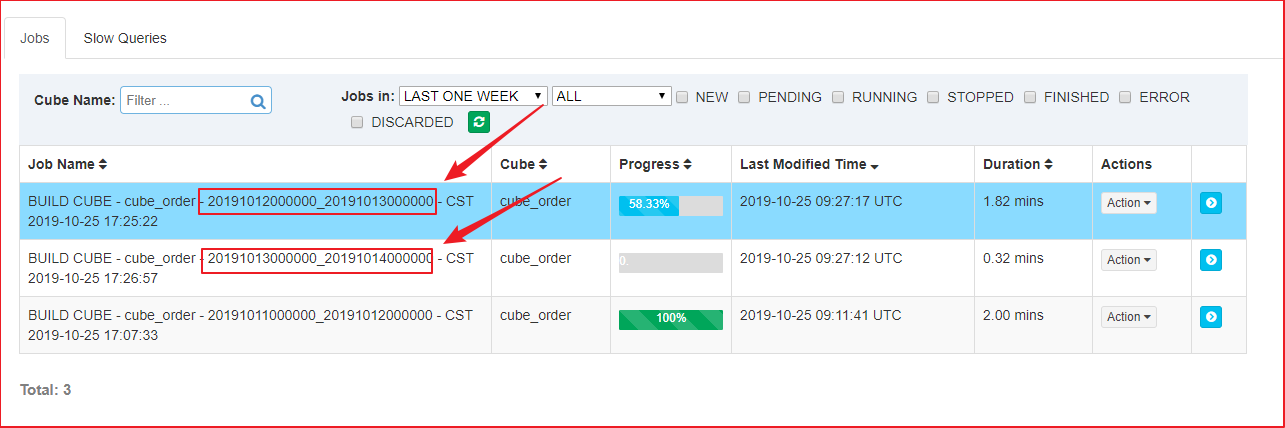 Jobs Slow Queries
Cube Name: Filter ... Jobs in: LAST ONE WEEK ALL NEW PENDING RUNNING STOPPED FINISHED ERROR
DISCARDED
Job Name Cube Progress Last Modified Time Duration Actions
BUILD CUBE - cube_order - 20191012000000_20191013000000 - CST cube_order 58.33% 2019-10-25 09:27:17 UTC 1.82 mins Action
2019-10-25 17:25:22
BUILD CUBE - cube_order - 20191013000000_20191014000000 - CST cube_order 0. 2019-10-25 09:27:12 UTC 0.32 mins Action
2019-10-25 17:26:57
BUILD CUBE - cube_order - 20191011000000_20191012000000 - CST cube_order 100% 2019-10-25 09:11:41 UTC 2.00 mins Action
2019-10-25 17:07:33
Total: 3